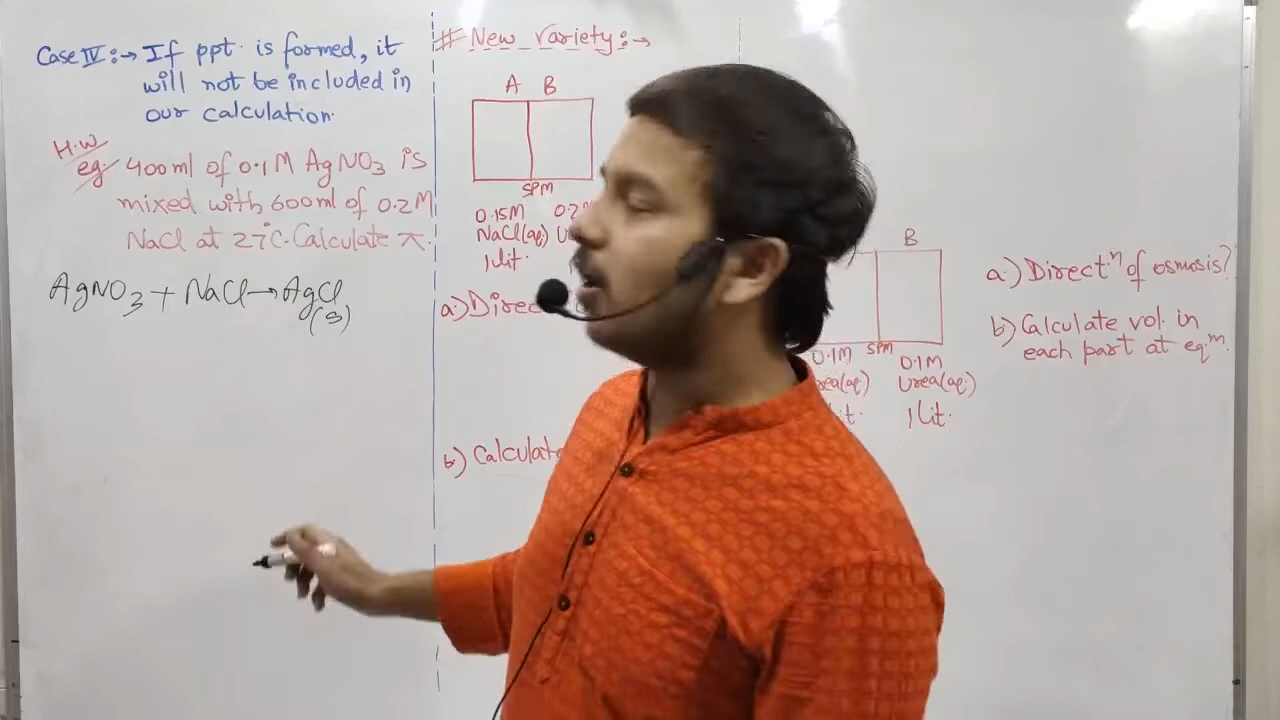 Case IV:→ If ppt. is formed, it
will not be included in
our calculation.
H.W
eg. 400 ml of 0.1 M AgNO3 is
mixed with 600 ml of 0.2 M
NaCl at 27°C. Calculate π.
AgNO3 + NaCl → AgCl
(s)
# New variety:→
A B
SPM
0.15M
NaCl(aq)
1 lit.
a) Direc
b) Calculate
B
0.1M SPM 0.1M
Urea(aq)
1 Lit.
a.) Directn of osmosis?
b) Calculate vol. in
each part at eqm.